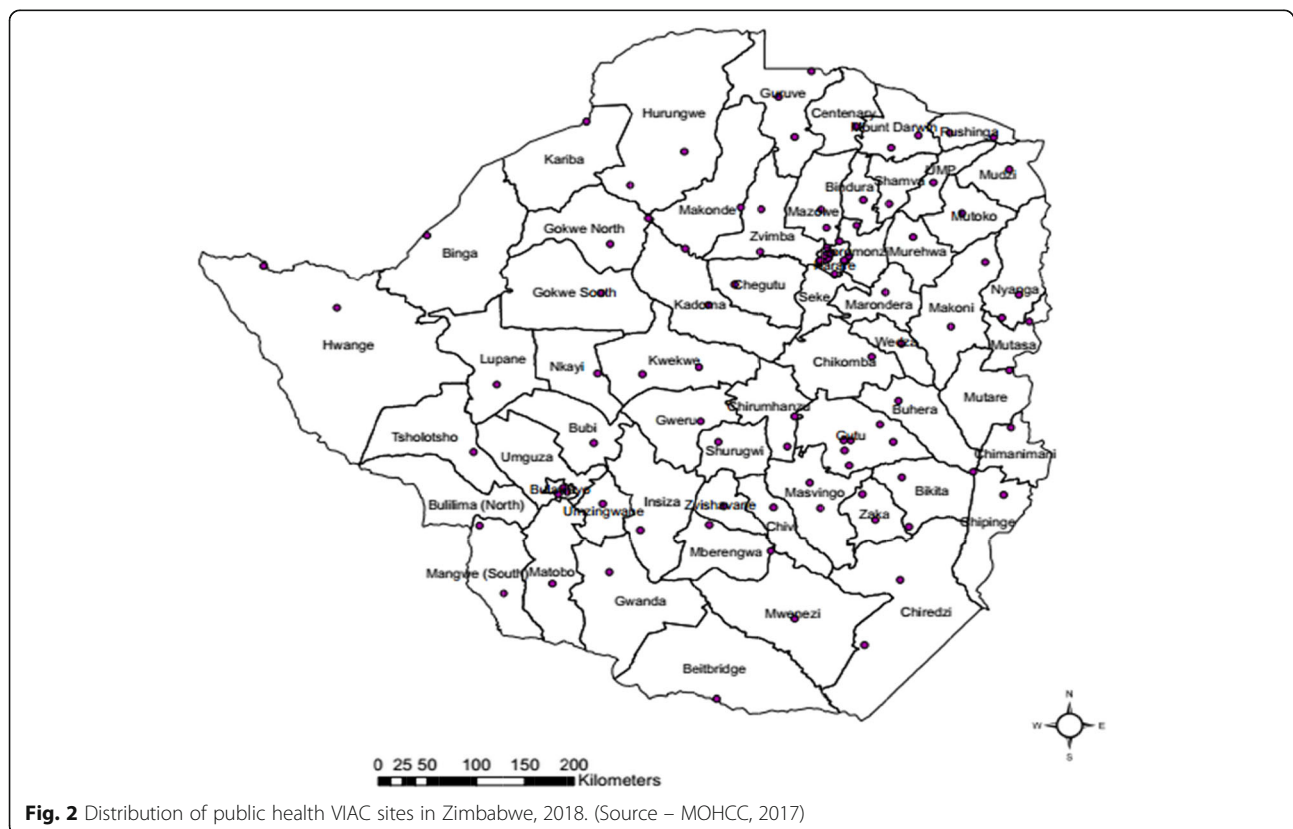 Guruve
Hurungwe
Centenary
Mount Darwin
Rushinga
Kariba
UMP
Mudzi
Shamva
Bindura
Makonde
Mazowe
Mutoko
Gokwe North
Zvimba
Binga
Goromonzi
Murehwa
Harare
Chegutu
Nyanga
Gokwe South
Seke
Marondera
Kadoma
Makoni
Hwange
Wedza
Mutasa
Lupane
Kwekwe
Chikomba
Nkayi
Mutare
Chirumhanzu
Buhera
Gweru
Bubi
Gutu
Tsholotsho
Shurugwi
Chimanimani
Umguza
Bulawayo
Masvingo
Bikita
Bulilima (North)
Insiza
Zvishavane
Umzingwane
Zaka
Chipinge
Chivi
Mberengwa
Mangwe (South)
Matobo
Gwanda
Chiredzi
Mwenezi
Beitbridge
N
W
E
S
0 25 50 100 150 200
Kilometers
Fig. 2 Distribution of public health VIAC sites in Zimbabwe, 2018. (Source – MOHCC, 2017)